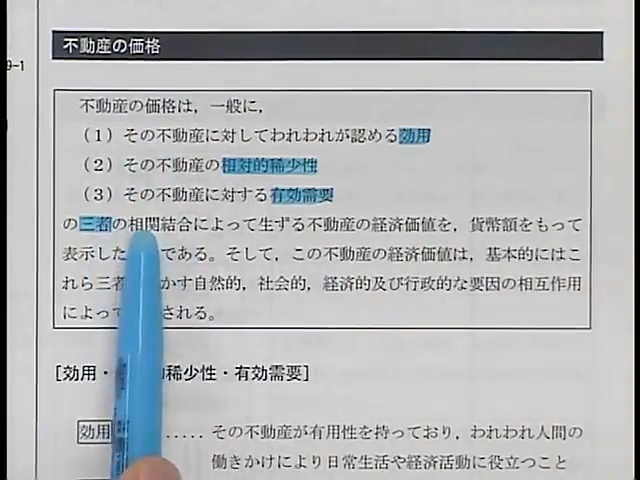 不動産の価格
9-1
不動産の価格は，一般に，
（１）その不動産に対してわれわれが認める効用
（２）その不動産の相対的稀少性
（３）その不動産に対する有効需要
の三者の相関結合によって生ずる不動産の経済価値を，貨幣額をもって
表示した である。そして，この不動産の経済価値は，基本的にはこ
れら三者 かす自然的，社会的，経済的及び行政的な要因の相互作用
によって される。
［効用・ 稀少性・有効需要］
効用 ..... その不動産が有用性を持っており，われわれ人間の
働きかけにより日常生活や経済活動に役立つこと